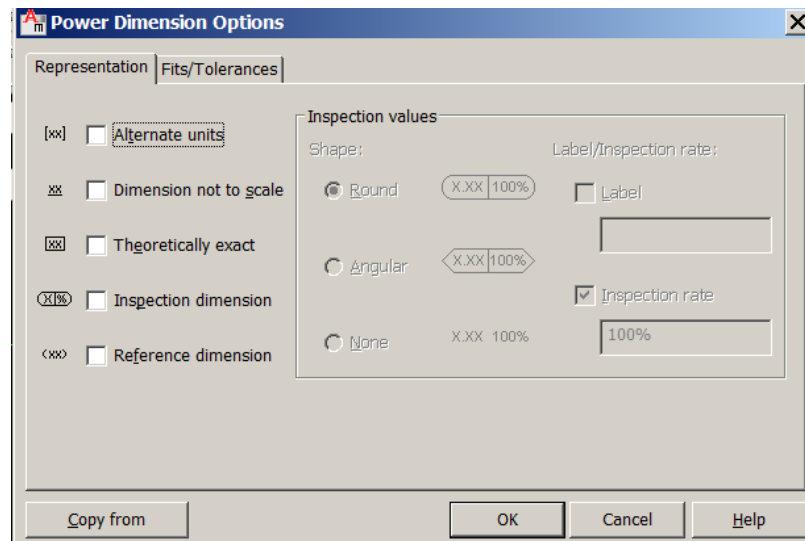 Power Dimension Options
Representation
Fits/Tolerances
[xx] Alternate units
xx Dimension not to scale
xx Theoretically exact
X % Inspection dimension
(xx) Reference dimension
Inspection values
Shape:
Round X.XX 100%
Angular X.XX 100%
None X.XX 100%
Label/Inspection rate:
Label
Inspection rate
100%
Copy from
OK
Cancel
Help